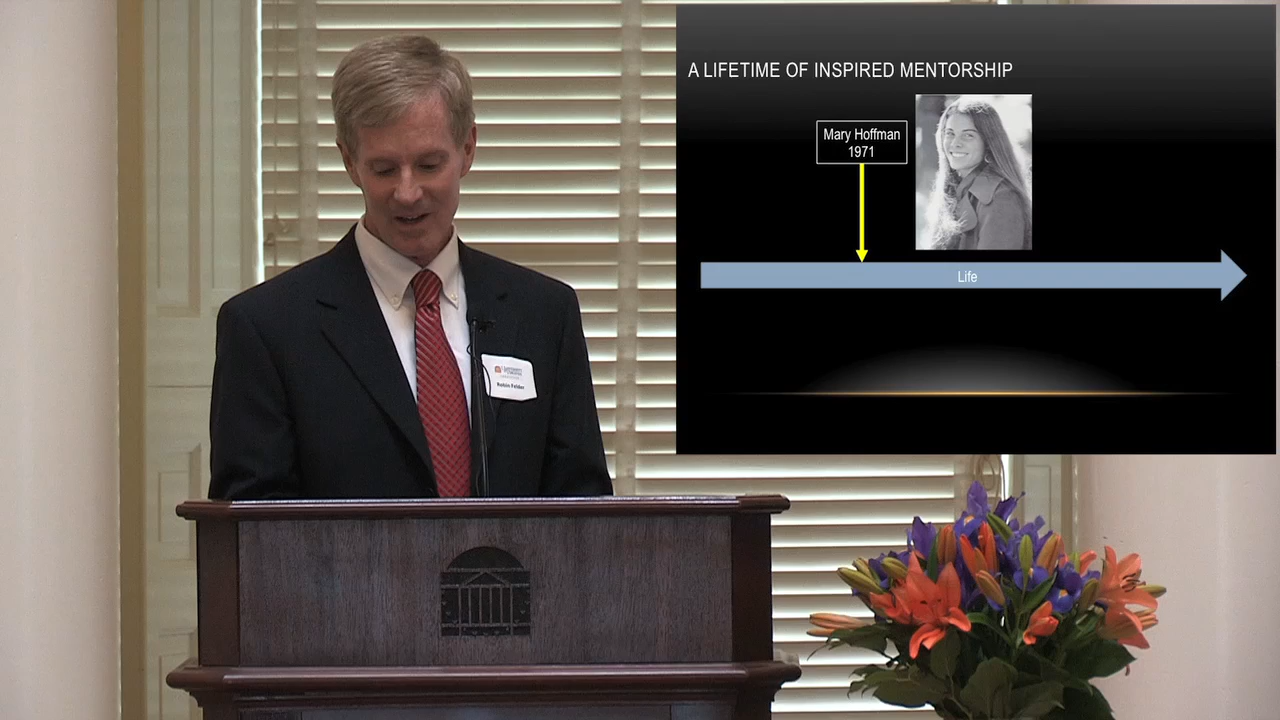 A LIFETIME OF INSPIRED MENTORSHIP
Mary Hoffman
1971
Life
Robin Felder